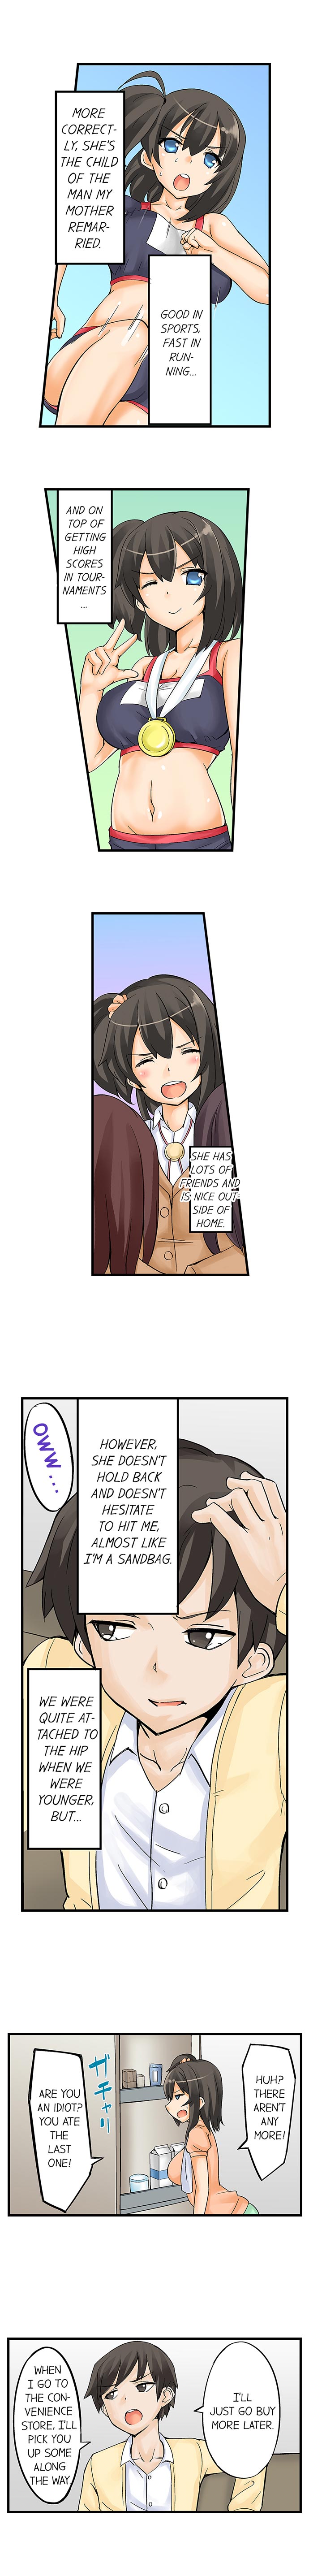 MORE
CORRECT-
LY, SHE'S
THE CHILD
OF THE
MAN MY
MOTHER
REMAR-
RIED.
GOOD IN
SPORTS,
FAST IN
RUN-
NING...
AND ON
TOP OF
GETTING
HIGH
SCORES
IN TOUR-
NAMENTS
...
SHE HAS
LOTS OF
FRIENDS AND
IS NICE OUT-
SIDE OF
HOME.
OWW...
HOWEVER,
SHE DOESN'T
HOLD BACK
AND DOESN'T
HESITATE
TO HIT ME,
ALMOST LIKE
I'M A SANDBAG.
WE WERE
QUITE AT-
TACHED TO
THE HIP
WHEN WE
WERE
YOUNGER,
BUT...
HUH?
THERE
AREN'T
ANY
MORE!
ガチャリ
ARE YOU
AN IDIOT?
YOU ATE
THE
LAST
ONE!
I'LL
JUST GO BUY
MORE LATER.
WHEN
I GO TO
THE CON-
VENIENCE
STORE, I'LL
PICK YOU
UP SOME
ALONG
THE WAY.